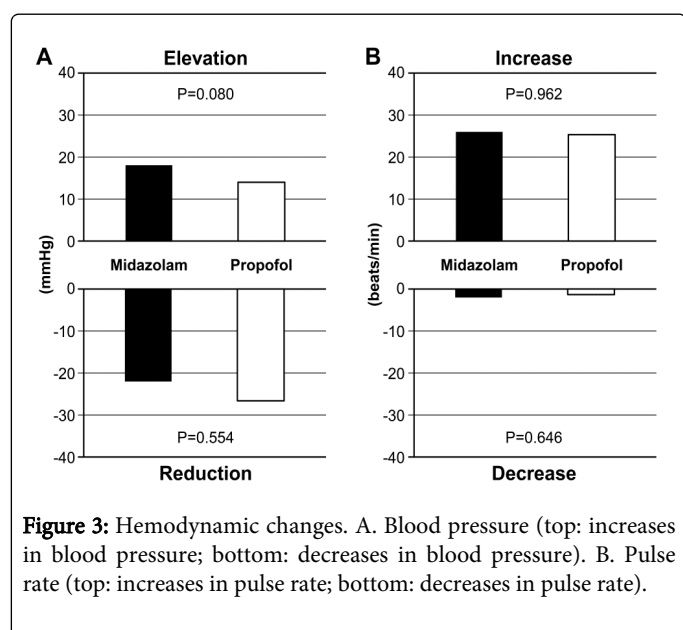 A
Elevation
40
30
20
10
0
P=0.080
(mmHg)
Midazolam Propofol
0
-10
-20
-30
-40
P=0.554
Reduction
B
Increase
40
30
20
10
0
P=0.962
(beats/min)
Midazolam Propofol
0
-10
-20
-30
-40
P=0.646
Decrease
Figure 3: Hemodynamic changes. A. Blood pressure (top: increases
in blood pressure; bottom: decreases in blood pressure). B. Pulse
rate (top: increases in pulse rate; bottom: decreases in pulse rate).